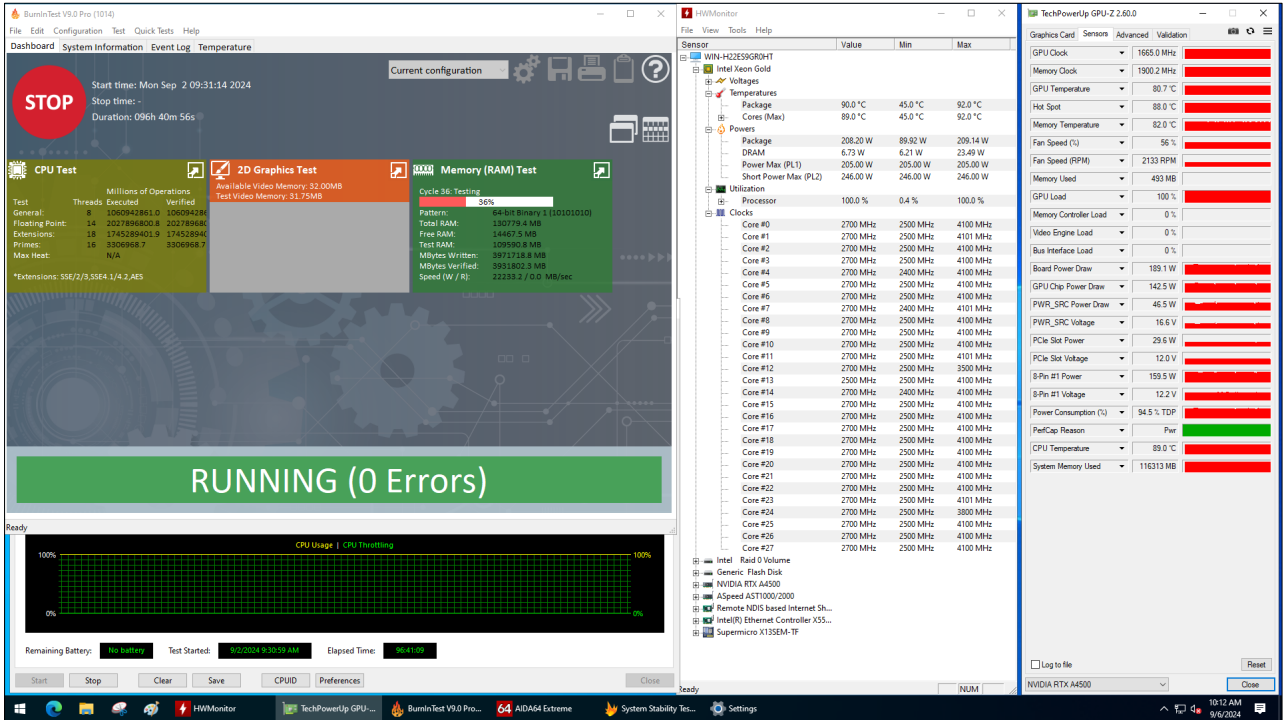 BurnInTest V9.0 Pro (1014)
File Edit Configuration Test Quick Tests Help
Dashboard System Information Event Log Temperature
Current configuration
STOP
Start time: Mon Sep 2 09:31:14 2024
Stop time: -
Duration: 096h 40m 56s
CPU Test
Millions of Operations
Test Threads Executed Verified
General: 8 1060942861.0 10609428
Floating Point: 14 2027896800.8 202789680
Extensions: 18 1745289401.9 174528940
Primes: 16 3306968.7 3306968.7
Max Heat: N/A
*Extensions: SSE/2/3,SSE4.1/4.2,AES
2D Graphics Test
Available Video Memory: 32.00MB
Test Video Memory: 31.75MB
Memory (RAM) Test
Cycle 36: Testing
36%
Pattern: 64-bit Binary 1 (10101010)
Total RAM: 130779.4 MB
Free RAM: 14467.5 MB
Test RAM: 109590.8 MB
MBytes Written: 3971718.8 MB
MBytes Verified: 3931802.3 MB
Speed (W / R): 22233.2 / 0.0 MB/sec
RUNNING (0 Errors)
Ready
CPU Usage | CPU Throttling
100% 100%
0% 0%
Remaining Battery: No battery Test Started: 9/2/2024 9:30:59 AM Elapsed Time: 96:41:09
Start Stop Clear Save CPUID Preferences Close
HWMonitor
File View Tools Help
Sensor Value Min Max
WIN-H22ES9GR0HT
Intel Xeon Gold
Voltages
Temperatures
Package 90.0 °C 45.0 °C 92.0 °C
Cores (Max) 89.0 °C 45.0 °C 92.0 °C
Powers
Package 208.20 W 89.92 W 209.14 W
DRAM 6.73 W 6.21 W 23.49 W
Power Max (PL1) 205.00 W 205.00 W 205.00 W
Short Power Max (PL2) 246.00 W 246.00 W 246.00 W
Utilization
Processor 100.0 % 0.4 % 100.0 %
Clocks
Core #0 2700 MHz 2500 MHz 4100 MHz
Core #1 2700 MHz 2500 MHz 4101 MHz
Core #2 2700 MHz 2500 MHz 4100 MHz
Core #3 2700 MHz 2500 MHz 4100 MHz
Core #4 2700 MHz 2400 MHz 4100 MHz
Core #5 2700 MHz 2500 MHz 4100 MHz
Core #6 2700 MHz 2500 MHz 4100 MHz
Core #7 2700 MHz 2400 MHz 4101 MHz
Core #8 2700 MHz 2500 MHz 4100 MHz
Core #9 2700 MHz 2500 MHz 4100 MHz
Core #10 2700 MHz 2500 MHz 4100 MHz
Core #11 2700 MHz 2500 MHz 4101 MHz
Core #12 2700 MHz 2500 MHz 3500 MHz
Core #13 2500 MHz 2400 MHz 4100 MHz
Core #14 2700 MHz 2400 MHz 4100 MHz
Core #15 2700 MHz 2500 MHz 4100 MHz
Core #16 2700 MHz 2500 MHz 4100 MHz
Core #17 2700 MHz 2500 MHz 4100 MHz
Core #18 2700 MHz 2500 MHz 4100 MHz
Core #19 2700 MHz 2500 MHz 4100 MHz
Core #20 2700 MHz 2500 MHz 4100 MHz
Core #21 2700 MHz 2500 MHz 4100 MHz
Core #22 2700 MHz 2500 MHz 4100 MHz
Core #23 2700 MHz 2500 MHz 4101 MHz
Core #24 2700 MHz 2500 MHz 3800 MHz
Core #25 2700 MHz 2500 MHz 4100 MHz
Core #26 2700 MHz 2500 MHz 4100 MHz
Core #27 2700 MHz 2500 MHz 4100 MHz
Intel Raid 0 Volume
Generic Flash Disk
NVIDIA RTX A4500
ASpeed AST1000/2000
Remote NDIS based Internet Sh...
Intel(R) Ethernet Controller X55...
Supermicro X13SEM-TF
Ready NUM
TechPowerUp GPU-Z 2.60.0
Graphics Card Sensors Advanced Validation
GPU Clock 1665.0 MHz
Memory Clock 1900.2 MHz
GPU Temperature 80.7 °C
Hot Spot 88.0 °C
Memory Temperature 82.0 °C
Fan Speed (%) 56 %
Fan Speed (RPM) 2133 RPM
Memory Used 493 MB
GPU Load 100 %
Memory Controller Load 0 %
Video Engine Load 0 %
Bus Interface Load 0 %
Board Power Draw 189.1 W
GPU Chip Power Draw 142.5 W
PWR_SRC Power Draw 46.5 W
PWR_SRC Voltage 16.6 V
PCIe Slot Power 29.6 W
PCIe Slot Voltage 12.0 V
8-Pin #1 Power 159.5 W
8-Pin #1 Voltage 12.2 V
Power Consumption (%) 94.5 % TDP
PerfCap Reason Pwr
CPU Temperature 89.0 °C
System Memory Used 116313 MB
Log to file Reset
NVIDIA RTX A4500 Close
HWMonitor TechPowerUp GPU-... BurnInTest V9.0 Pro... 64 AIDA64 Extreme System Stability Tes... Settings
10:12 AM
9/6/2024